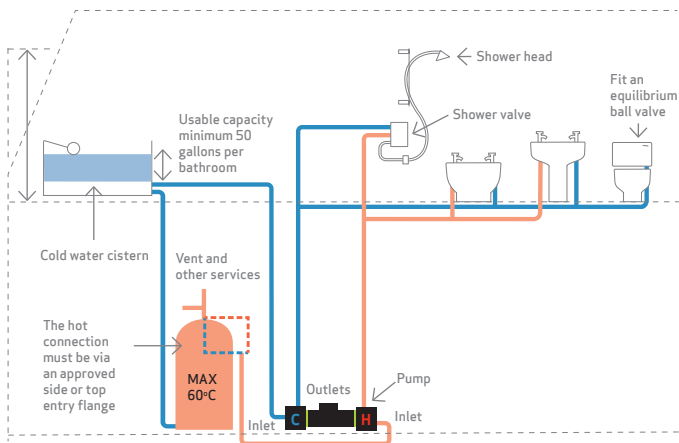 Shower head
Fit an
equilibrium
ball valve
Usable capacity
minimum 50
gallons per
bathroom
Shower valve
Cold water cistern
Vent and
other services
The hot
connection
must be via
an approved
side or top
entry flange
MAX
60ºC
Outlets
Pump
Inlet
C
H
Inlet